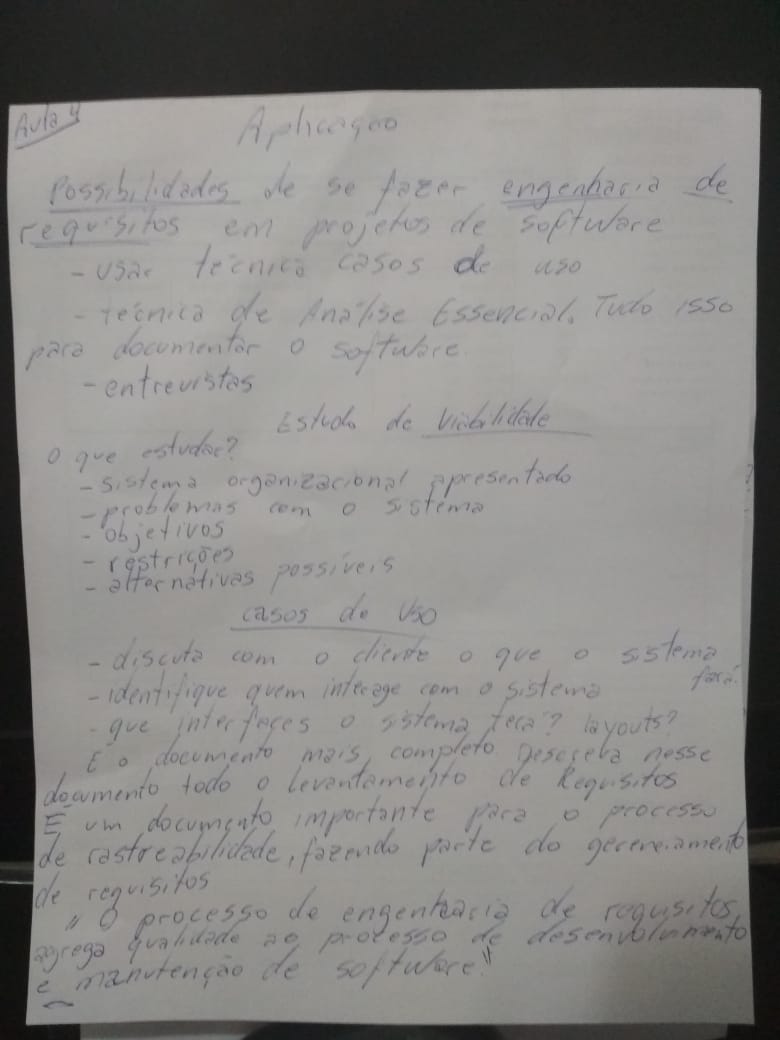 Aula 4
Aplicação
Possibilidades de se fazer engenharia de
requisitos em projetos de software
- usar técnica casos de uso
- técnica de Análise Essencial. Tudo isso
para documentar o software.
- entrevistas
Estudo de Viabilidade
O que estudar?
- sistema organizacional apresentado
- problemas com o sistema
- objetivos
- restrições
- alternativas possíveis
casos de Uso
- discuta com o cliente o que o sistema
fará.
- identifique quem interage com o sistema
- que interfaces o sistema terá? layouts?
É o documento mais completo. Descreva nesse
documento todo o levantamento de Requisitos
É um documento importante para o processo
de rastreabilidade, fazendo parte do gerenciamento
de requisitos
" O processo de engenharia de requisitos
agrega qualidade ao processo de desenvolvimento
e manutenção de software."